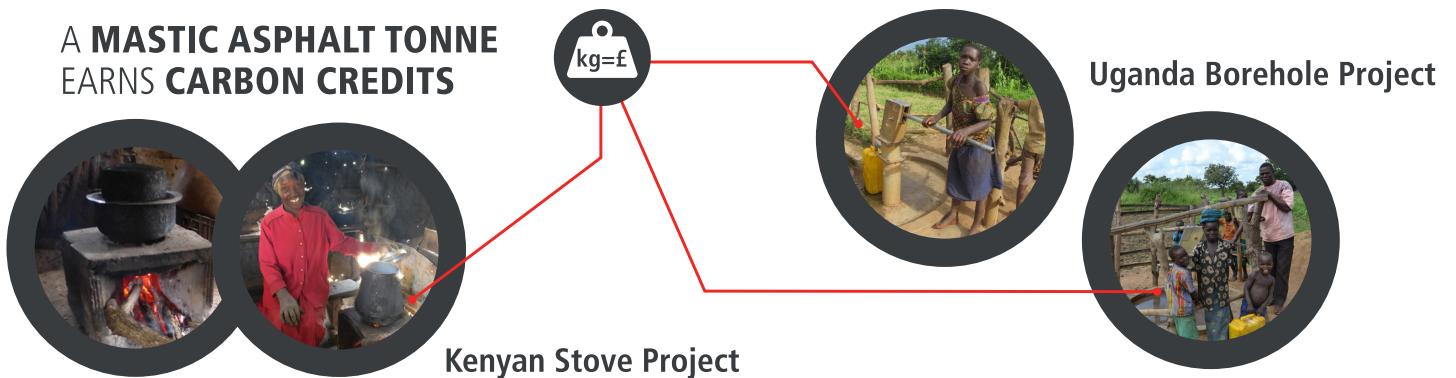 A MASTIC ASPHALT TONNE
EARNS CARBON CREDITS
kg=£
Uganda Borehole Project
Kenyan Stove Project